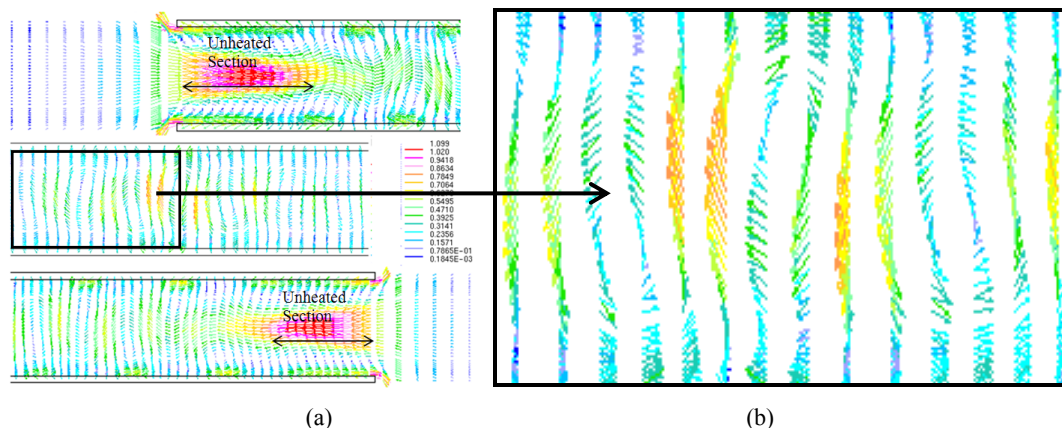 Unheated
Section
1.099
1.020
0.9418
0.8634
0.7849
0.7064
0.5495
0.4710
0.3925
0.3141
0.2356
0.1571
0.7865E-01
0.1845E-03
Unheated
Section
(a)
(b)